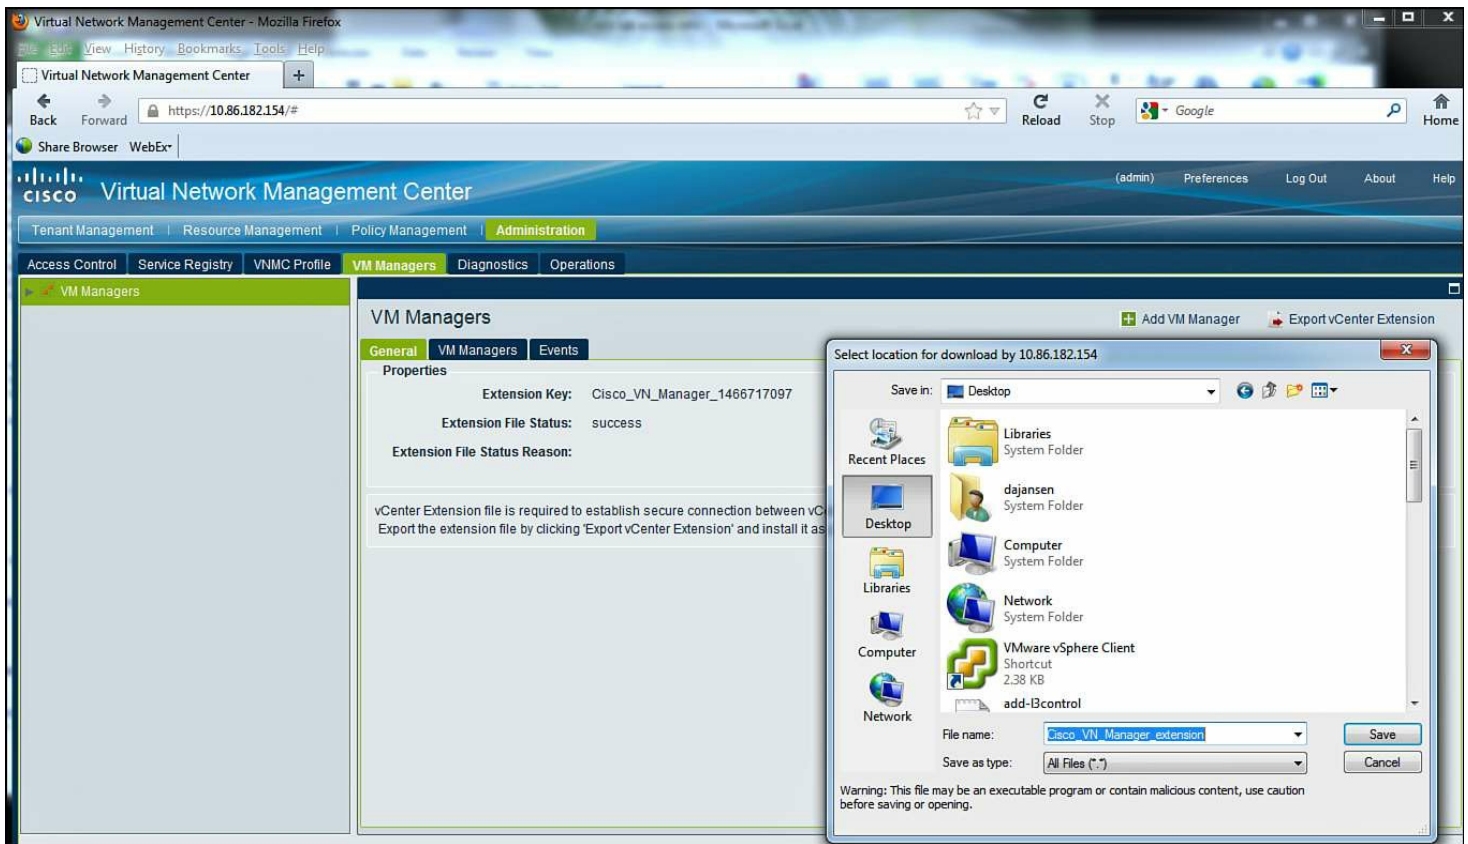 Virtual Network Management Center - Mozilla Firefox
View History Bookmarks Tools Help
Virtual Network Management Center
+
Back Forward https://10.86.182.154/# Reload Stop Google Home
Share Browser WebEx
CISCO Virtual Network Management Center (admin) Preferences Log Out About Help
Tenant Management | Resource Management | Policy Management | Administration
Access Control Service Registry VNMC Profile VM Managers Diagnostics Operations
VM Managers
VM Managers Add VM Manager Export vCenter Extension
General VM Managers Events
Properties
Extension Key: Cisco_VN_Manager_1466717097
Extension File Status: success
Extension File Status Reason:
vCenter Extension file is required to establish secure connection between vC
Export the extension file by clicking 'Export vCenter Extension' and install it as
Select location for download by 10.86.182.154
Save in: Desktop
Recent Places
Desktop
Libraries
Computer
Network
Libraries
System Folder
dajansen
System Folder
Computer
System Folder
Network
System Folder
VMware vSphere Client
Shortcut
2.38 KB
add-l3control
File name: Cisco_VN_Manager_extension Save
Save as type: All Files (*.*) Cancel
Warning: This file may be an executable program or contain malicious content, use caution
before saving or opening.